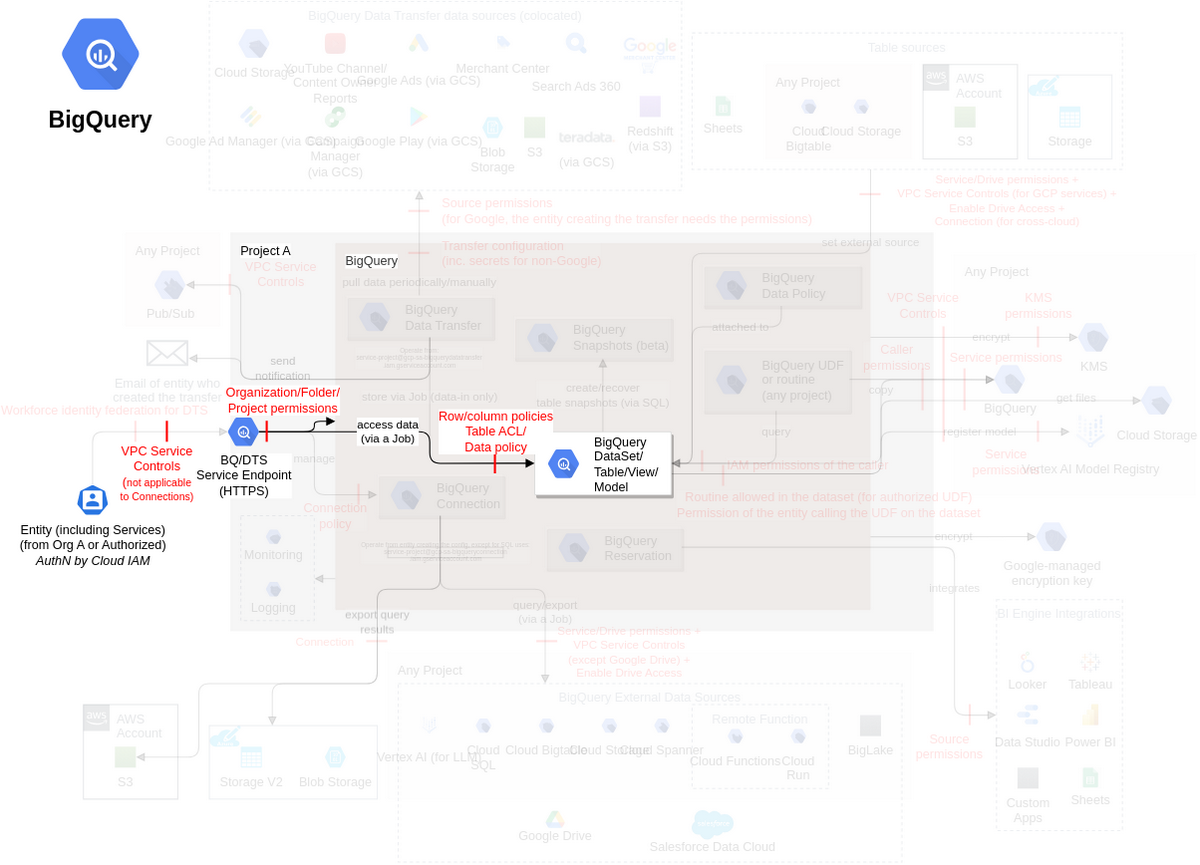 BigQuery Data Transfer data sources (colocated)
Cloud Storage
YouTube Channel/
Content Owner
Reports
Google Ads (via GCS)
Merchant Center
Search Ads 360
Google
Google Ad Manager (via GCS)
Campaign
Manager
(via GCS)
Google Play (via GCS)
Blob
Storage
S3
teradata.
(via GCS)
Redshift
(via S3)
BigQuery
Table sources
Sheets
Any Project
Cloud
Bigtable
Cloud Storage
aws
AWS
Account
S3
Storage
Service/Drive permissions +
VPC Service Controls (for GCP services) +
Enable Drive Access +
Connection (for cross-cloud)
Source permissions
(for Google, the entity creating the transfer needs the permissions)
Transfer configuration
(inc. secrets for non-Google)
set external source
Any Project
Pub/Sub
VPC Service
Controls
Project A
BigQuery
pull data periodically/manually
BigQuery
Data Transfer
BigQuery
Snapshots (beta)
BigQuery
Data Policy
attached to
BigQuery UDF
or routine
(any project)
create/recover
table snapshots (via SQL)
store via Job (data-in only)
send
notification
Email of entity who
created the transfer
Workforce identity federation for DTS
Organization/Folder/
Project permissions
access data
(via a Job)
Row/column policies
Table ACL/
Data policy
BigQuery
DataSet/
Table/View/
Model
query
copy
VPC Service
Controls
(not applicable
to Connections)
BQ/DTS
Service Endpoint
(HTTPS)
manage
Entity (including Services)
(from Org A or Authorized)
AuthN by Cloud IAM
Connection
policy
BigQuery
Connection
BigQuery
Reservation
IAM permissions of the caller
Routine allowed in the dataset (for authorized UDF)
Permission of the entity calling the UDF on the dataset
Monitoring
Logging
export query
results
query/export
(via a Job)
Connection
Service/Drive permissions +
VPC Service Controls
(except Google Drive) +
Enable Drive Access
Any Project
VPC Service
Controls
KMS
permissions
encrypt
KMS
Caller
permissions
Service permissions
BigQuery
get files
Cloud Storage
register model
Service
permissions
Vertex AI Model Registry
encrypt
Google-managed
encryption key
integrates
BI Engine Integrations
Looker
Tableau
Data Studio
Power BI
Custom
Apps
Sheets
Source
permissions
aws
AWS
Account
S3
Storage V2
Blob Storage
Any Project
BigQuery External Data Sources
Vertex AI (for LLM)
Cloud
SQL
Cloud Bigtable
Cloud Storage
Cloud Spanner
Remote Function
Cloud Functions
Cloud
Run
BigLake
Google Drive
Salesforce Data Cloud